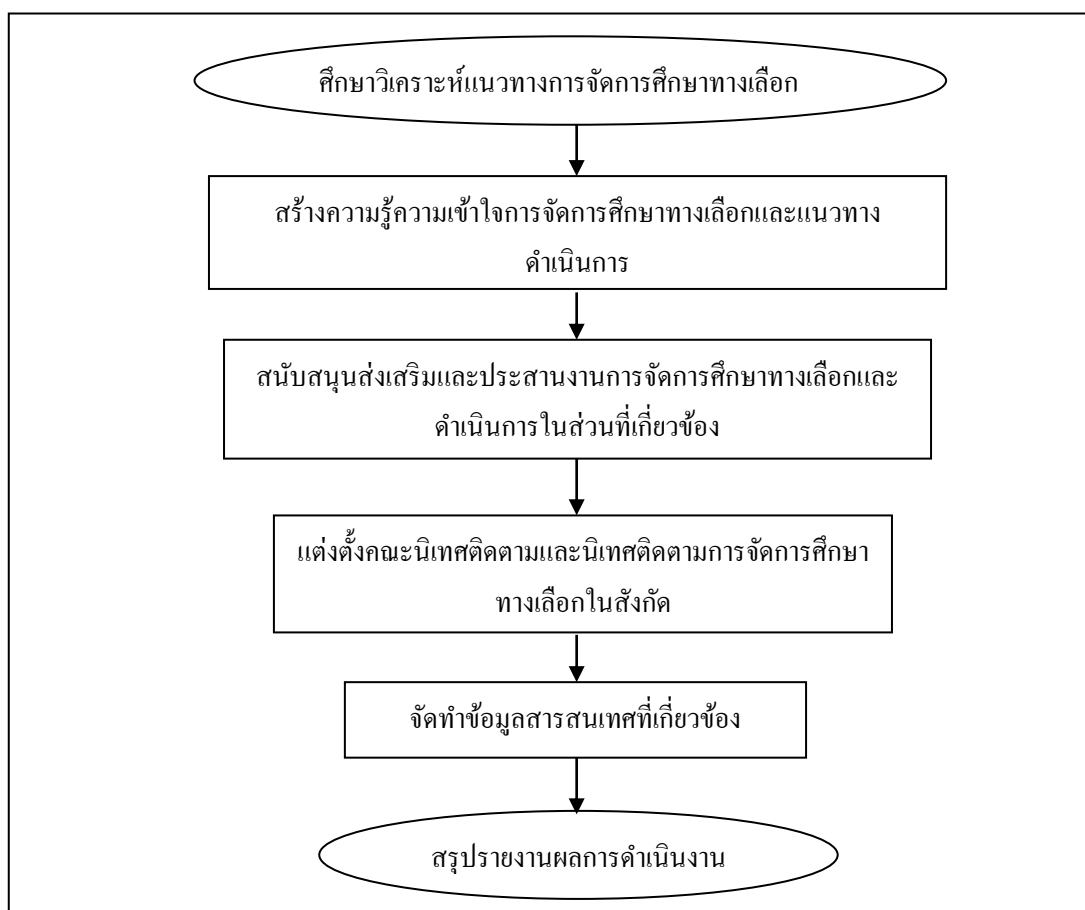 ศึกษาวิเคราะห์แนวทางการจัดการศึกษาทางเลือก
สร้างความรู้ความเข้าใจการจัดการศึกษาทางเลือกและแนวทาง
ดำเนินการ
สนับสนุนส่งเสริมและประสานงานการจัดการศึกษาทางเลือกและ
ดำเนินการในส่วนที่เกี่ยวข้อง
แต่งตั้งคณะนิเทศติดตามและนิเทศติดตามการจัดการศึกษา
ทางเลือกในสังกัด
จัดทำข้อมูลสารสนเทศที่เกี่ยวข้อง
สรุปรายงานผลการดำเนินงาน